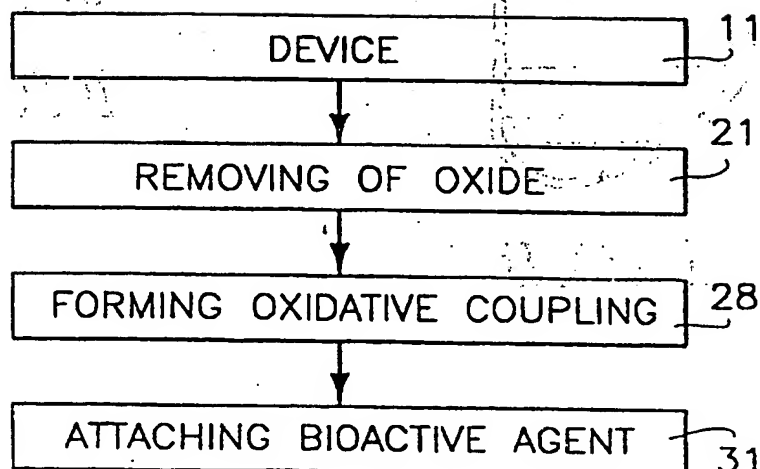 DEVICE 11
REMOVING OF OXIDE 21
FORMING OXIDATIVE COUPLING 28
ATTACHING BIOACTIVE AGENT 31